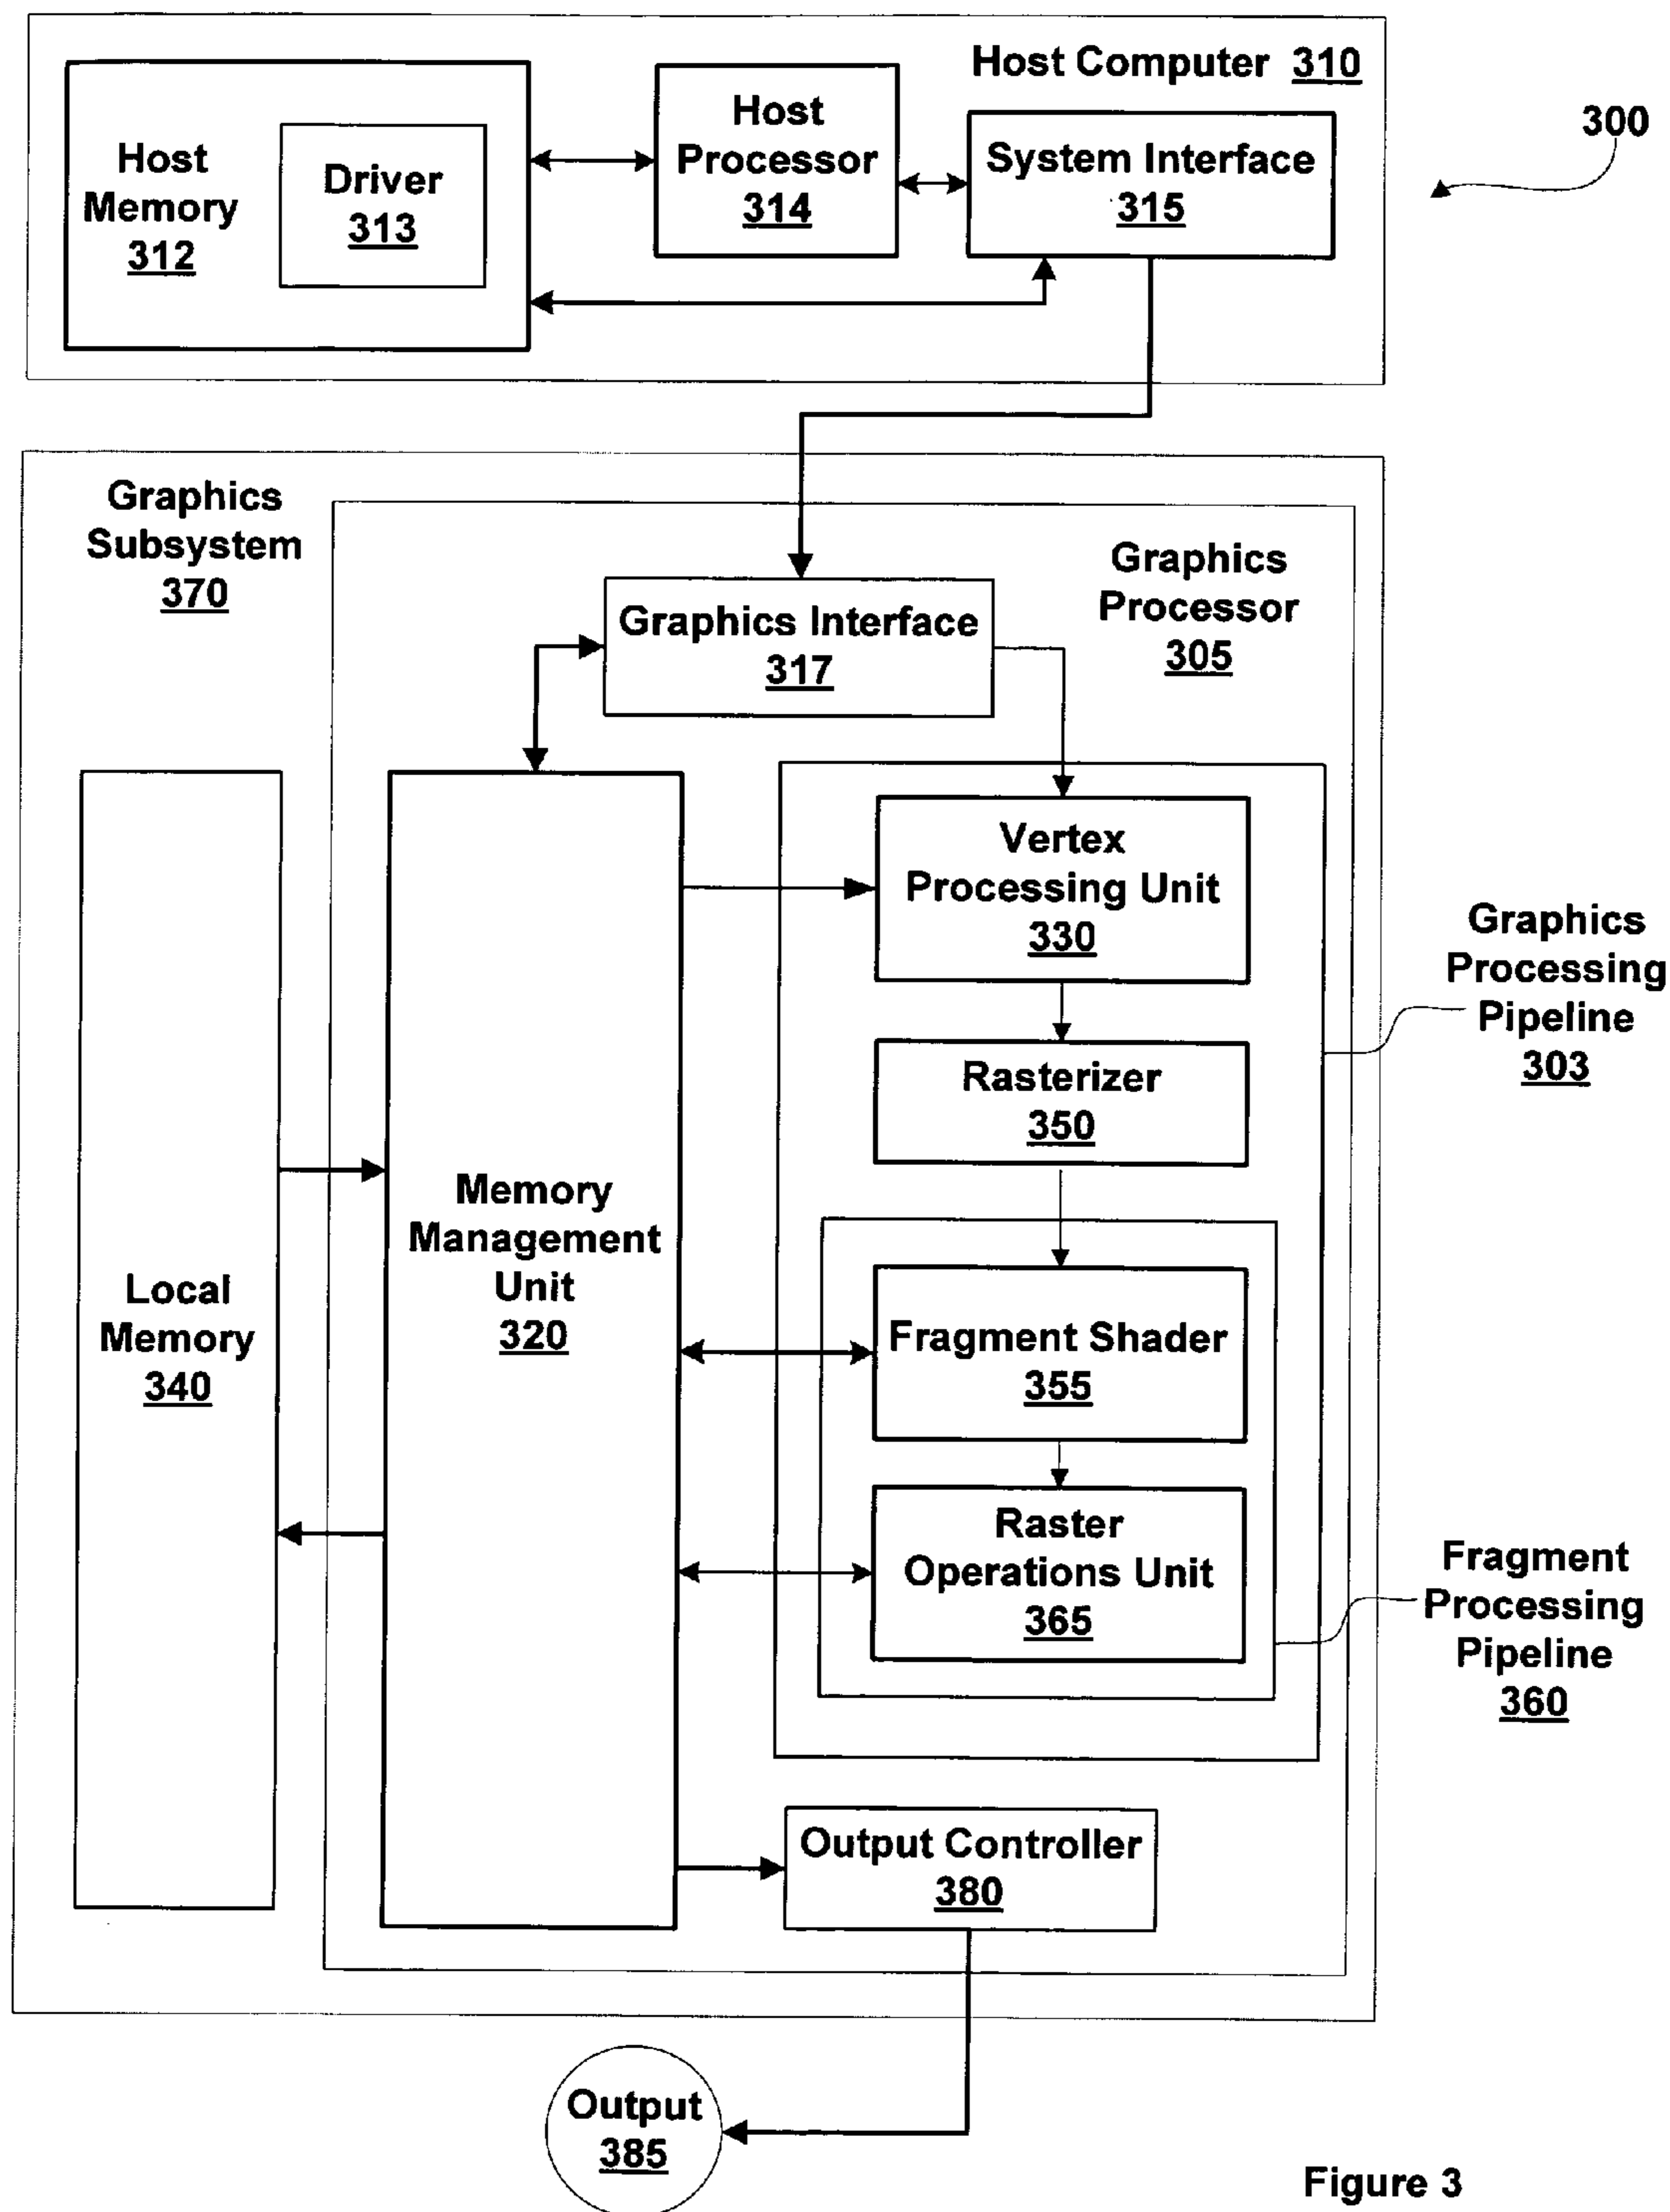 Host Computer 310
Host
Memory
312
Driver
313
Host
Processor
314
System Interface
315
300
Graphics
Subsystem
370
Graphics
Processor
305
Graphics Interface
317
Local
Memory
340
Memory
Management
Unit
320
Vertex
Processing Unit
330
Rasterizer
350
Fragment Shader
355
Raster
Operations Unit
365
Graphics
Processing
Pipeline
303
Fragment
Processing
Pipeline
360
Output Controller
380
Output
385
Figure 3